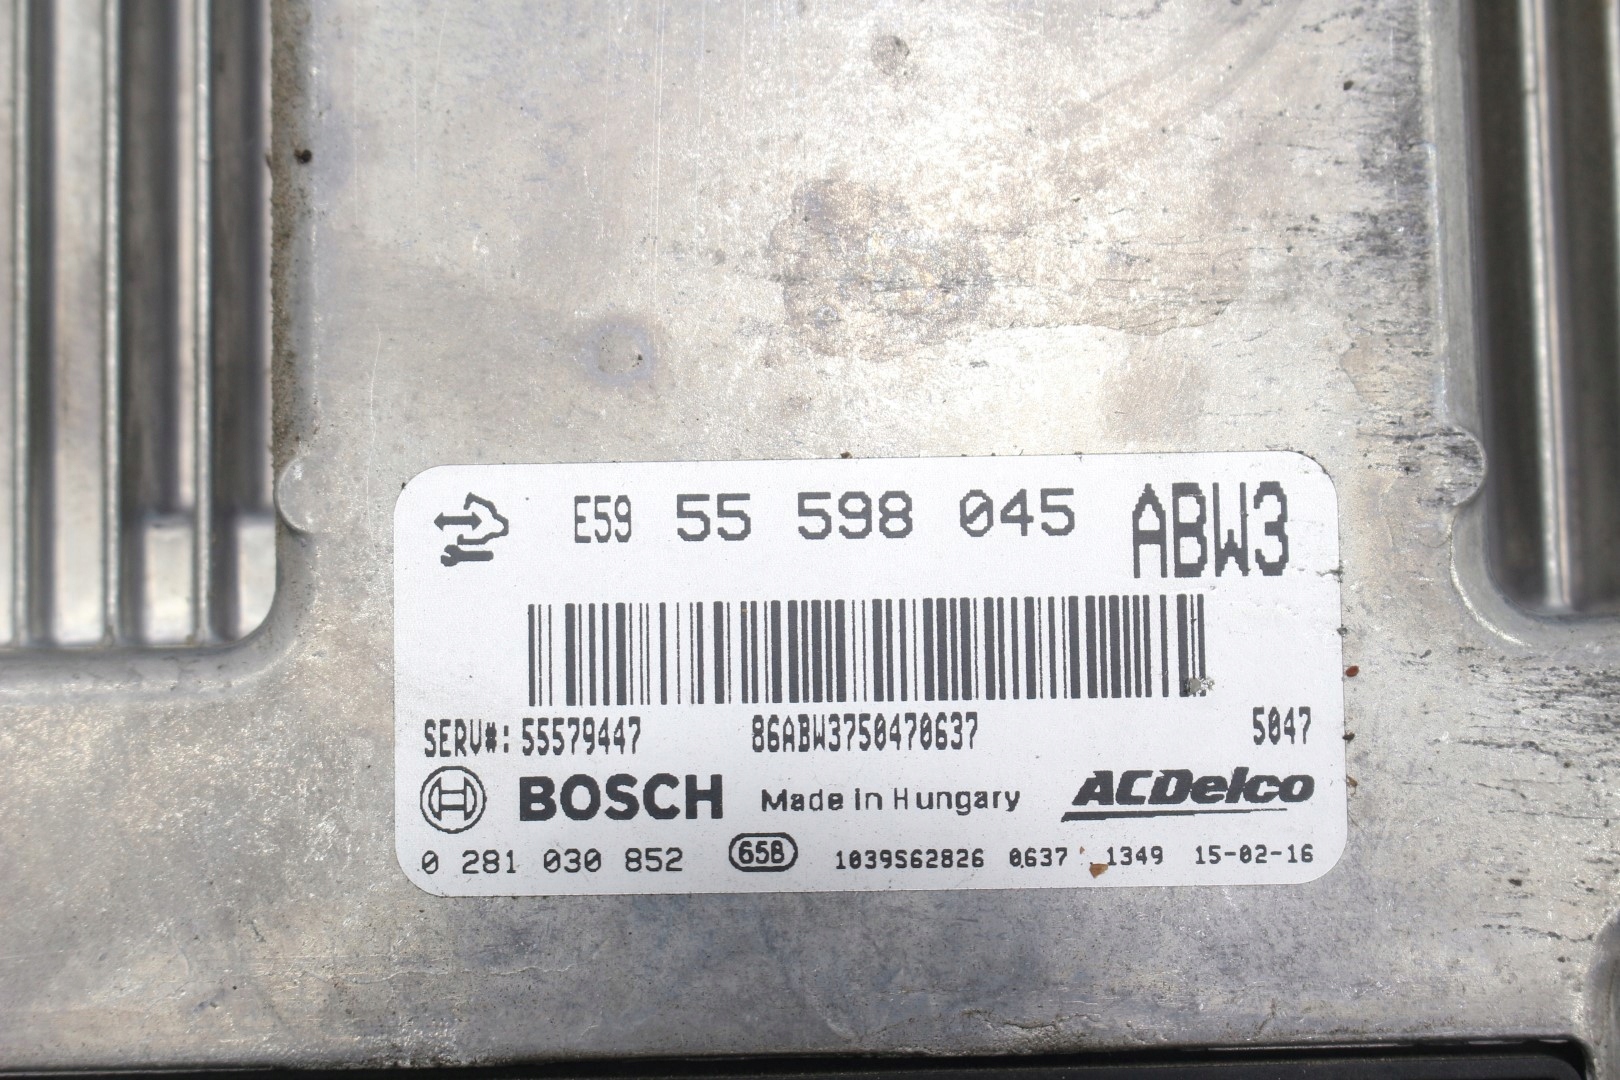 E59 55 598 045 ABW3
SERV#: 55579447 86ABW3750470637 5047
BOSCH Made in Hungary ACDelco
0 281 030 852 65B 1039S62826 0637 1349 15-02-16